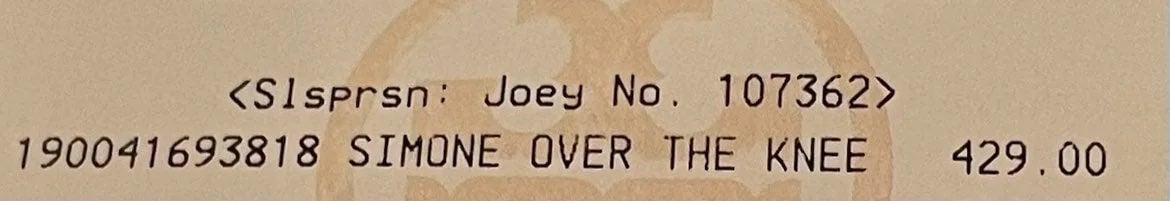 <Slsprsn: Joey No. 107362>
190041693818 SIMONE OVER THE KNEE 429.00